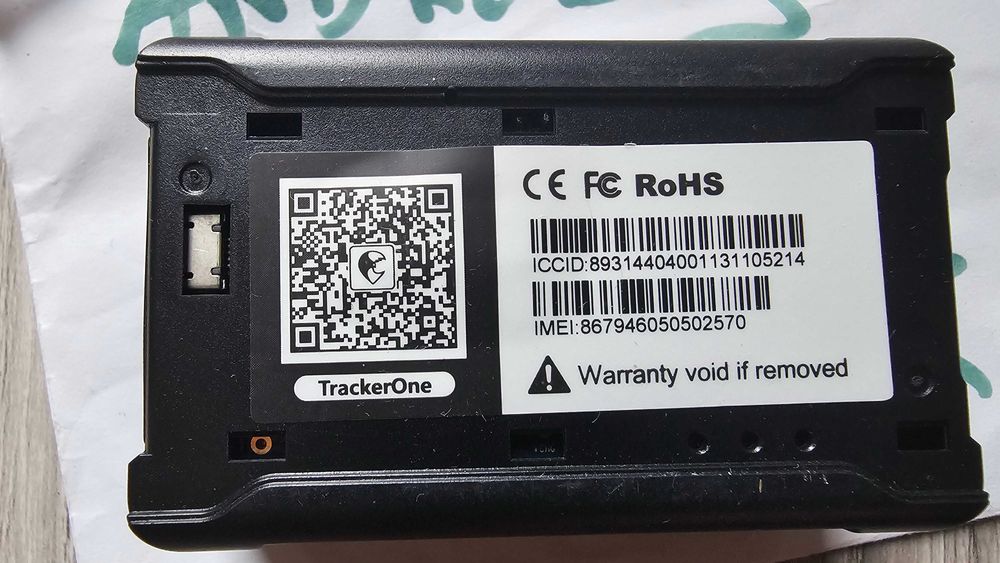 CE FC RoHS
ICCID:89314404001131105214
IMEI:867946050502570
Warranty void if removed
TrackerOne